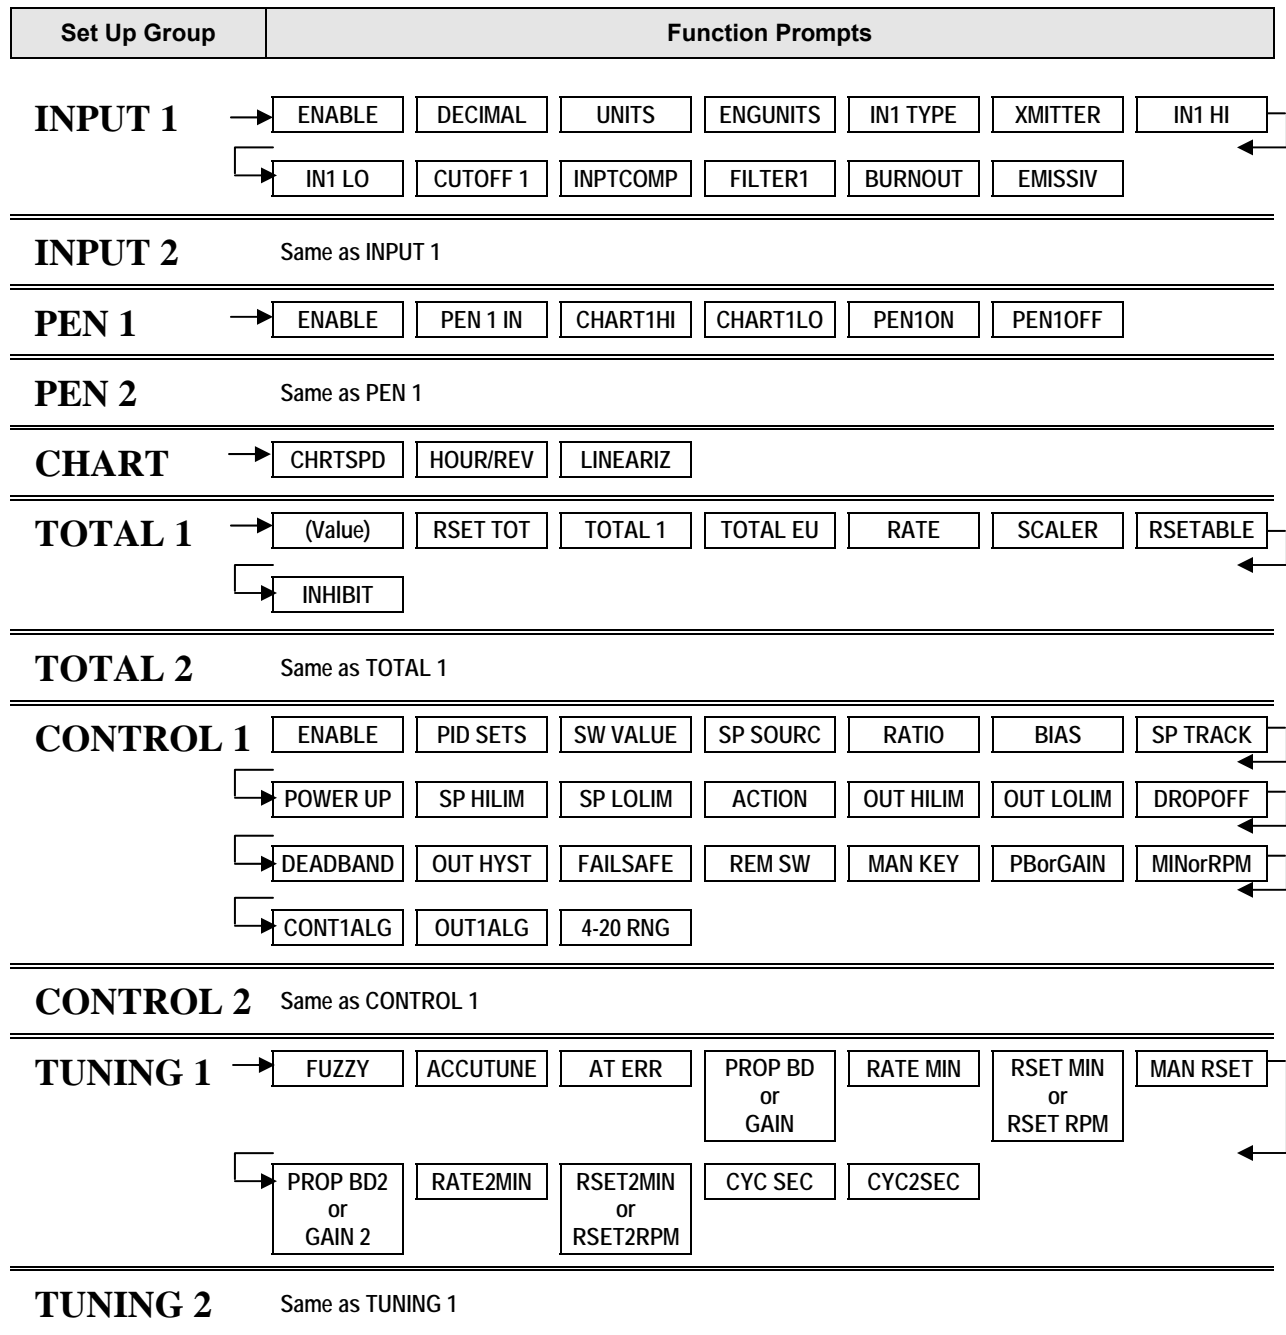 Set Up Group Function Prompts
INPUT 1 ENABLE DECIMAL UNITS ENGUNITS IN1 TYPE XMITTER IN1 HI
IN1 LO CUTOFF 1 INPTCOMP FILTER1 BURNOUT EMISSIV
INPUT 2 Same as INPUT 1
PEN 1 ENABLE PEN 1 IN CHART1HI CHART1LO PEN1ON PEN1OFF
PEN 2 Same as PEN 1
CHART CHRTSPD HOUR/REV LINEARIZ
TOTAL 1 (Value) RSET TOT TOTAL 1 TOTAL EU RATE SCALER RSETABLE
INHIBIT
TOTAL 2 Same as TOTAL 1
CONTROL 1 ENABLE PID SETS SW VALUE SP SOURC RATIO BIAS SP TRACK
POWER UP SP HILIM SP LOLIM ACTION OUT HILIM OUT LOLIM DROPOFF
DEADBAND OUT HYST FAILSAFE REM SW MAN KEY PBorGAIN MINorRPM
CONT1ALG OUT1ALG 4-20 RNG
CONTROL 2 Same as CONTROL 1
TUNING 1 FUZZY ACCUTUNE AT ERR PROP BD RATE MIN RSET MIN MAN RSET
or or
GAIN RSET RPM
PROP BD2 RATE2MIN RSET2MIN CYC SEC CYC2SEC
or or
GAIN 2 RSET2RPM
TUNING 2 Same as TUNING 1